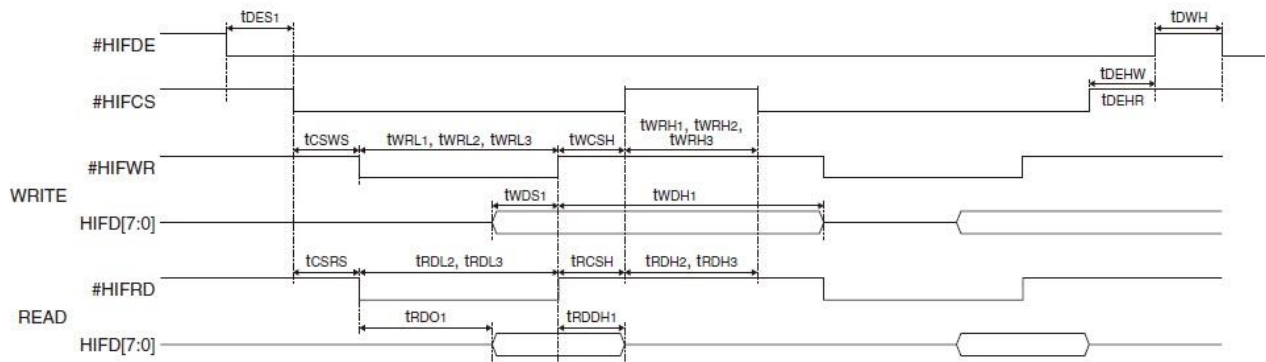 tDES1 tDWH
#HIFDE
tDEHW
#HIFCS tDEHR
tCSWS tWRL1, tWRL2, tWRL3 tWCSH tWRH1, tWRH2,
tWRH3
#HIFWR
WRITE tWDS1 tWDH1
HIFD[7:0]
tCSRS tRDL2, tRDL3 tRCSH tRDH2, tRDH3
#HIFRD
READ tRDO1 tRDDH1
HIFD[7:0]